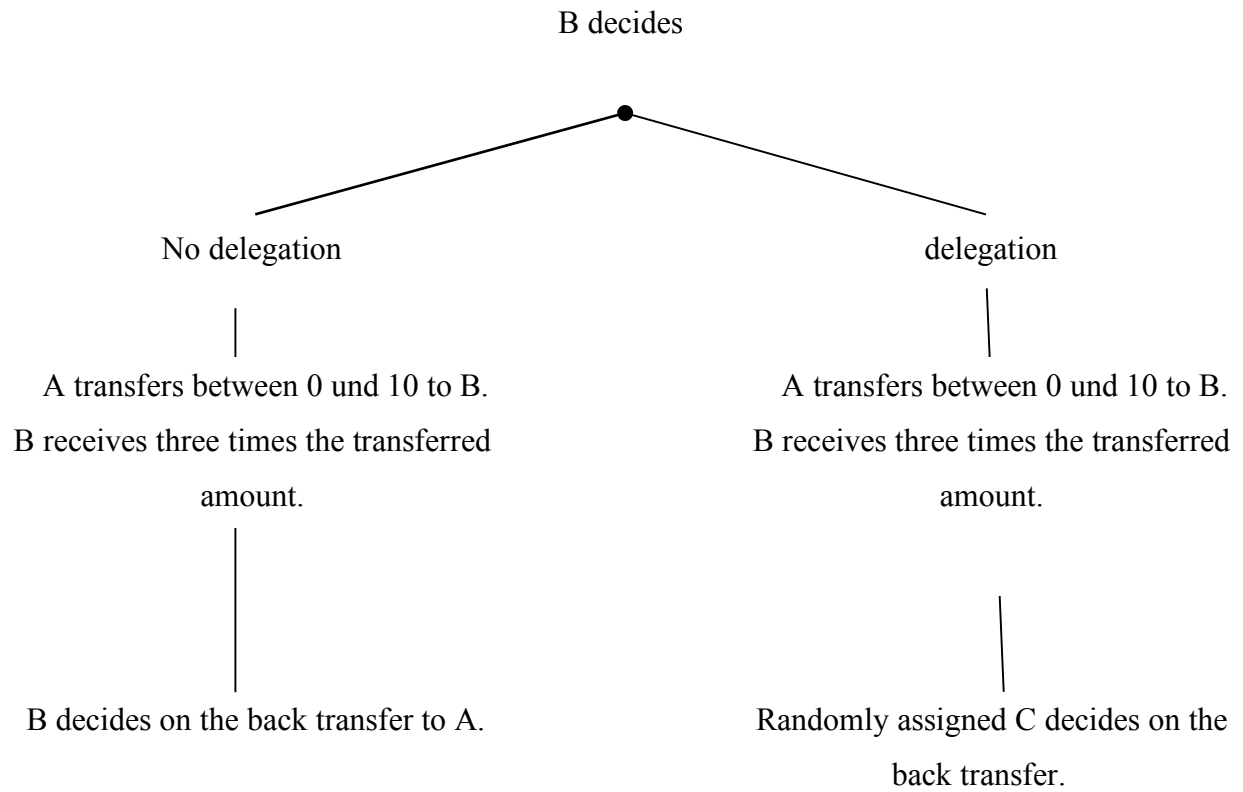 B decides
No delegation
delegation
A transfers between 0 und 10 to B.
B receives three times the transferred
amount.
A transfers between 0 und 10 to B.
B receives three times the transferred
amount.
B decides on the back transfer to A.
Randomly assigned C decides on the
back transfer.